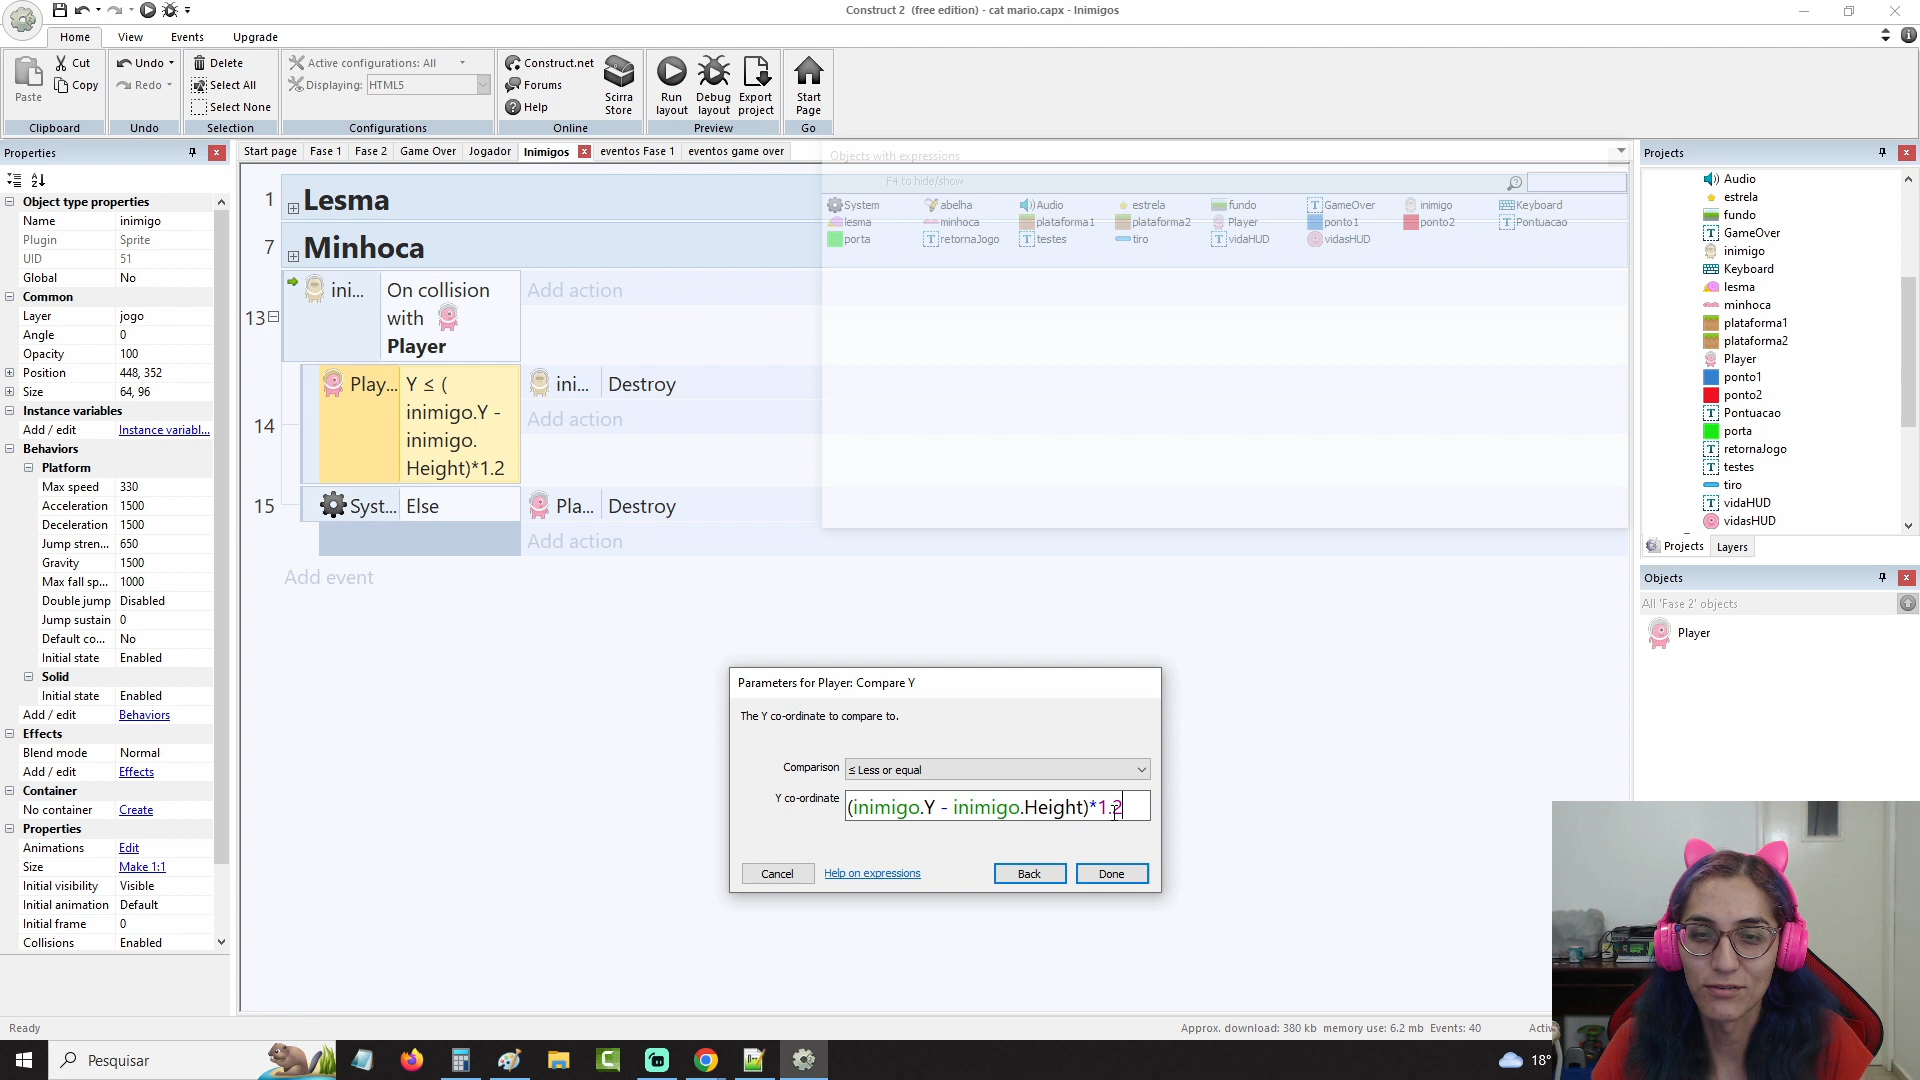 Construct 2 (free edition) - cat mario.capx - Inimigos
Home
View
Events
Upgrade
Paste
Cut
Copy
Clipboard
Undo
Redo
Undo
Delete
Select All
Select None
Selection
Active configurations: All
Displaying: HTML5
Configurations
Construct.net
Forums
Help
Scirra Store
Online
Run layout
Debug layout
Export project
Preview
Start Page
Go
Properties
Start page
Fase 1
Fase 2
Game Over
Jogador
Inimigos
eventos Fase 1
eventos game over
Object type properties
Name inimigo
Plugin Sprite
UID 51
Global No
Common
Layer jogo
Angle 0
Opacity 100
Position 448, 352
Size 64, 96
Instance variables
Add / edit Instance variabl...
Behaviors
Platform
Max speed 330
Acceleration 1500
Deceleration 1500
Jump stren... 650
Gravity 1500
Max fall sp... 1000
Double jump Disabled
Jump sustain 0
Default co... No
Initial state Enabled
Solid
Initial state Enabled
Add / edit Behaviors
Effects
Blend mode Normal
Add / edit Effects
Container
No container Create
Properties
Animations Edit
Size Make 1:1
Initial visibility Visible
Initial animation Default
Initial frame 0
Collisions Enabled
1 Lesma
7 Minhoca
13
ini...
On collision
with
Player
Add action
14
Play...
Y ≤ (
inimigo.Y -
inimigo.
Height)*1.2
ini... Destroy
Add action
15
Syst... Else
Pla... Destroy
Add action
Add event
Objects with expressions
F4 to hide/show
System abelha Audio estrela fundo GameOver inimigo Keyboard
lesma minhoca plataforma1 plataforma2 Player ponto1 ponto2 Pontuacao
porta retornaJogo testes tiro vidaHUD vidasHUD
Parameters for Player: Compare Y
The Y co-ordinate to compare to.
Comparison ≤ Less or equal
Y co-ordinate (inimigo.Y - inimigo.Height)*1.2
Cancel
Help on expressions
Back
Done
Projects
Audio
estrela
fundo
GameOver
inimigo
Keyboard
lesma
minhoca
plataforma1
plataforma2
Player
ponto1
ponto2
Pontuacao
porta
retornaJogo
testes
tiro
vidaHUD
vidasHUD
Projects
Layers
Objects
All 'Fase 2' objects
Player
Ready
Approx. download: 380 kb memory use: 6.2 mb Events: 40
Pesquisar
18°